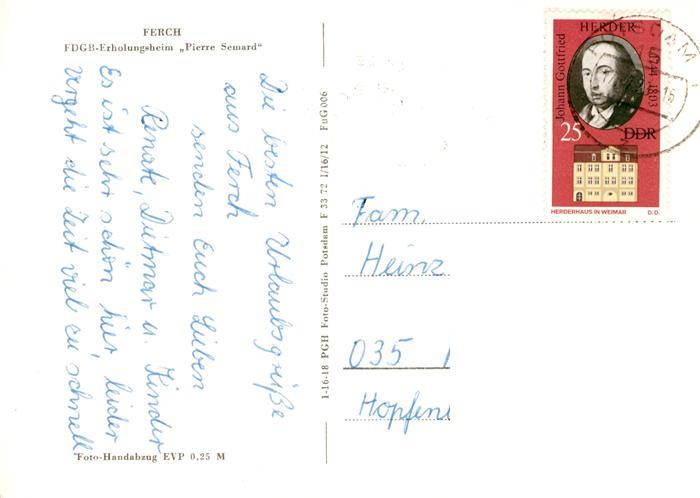 FERCH
FDGB-Erholungsheim „Pierre Semard“
Die besten Urlaubsgrüße
aus Ferch
senden Euch Lieben
Renate, Dietmar u. Kinder
Es ist sehr schön hier, leider
vergeht die Zeit viel zu schnell
Foto-Handabzug EVP 0,25 M
1-16-18 PGH Foto-Studio Potsdam F 33 72 1/16/12 FuG 006
Johann Gottfried
HERDER
1744-1803
25
DDR
HERDERHAUS IN WEIMAR
D. D.
Fam.
Heinz
035
Hopfen